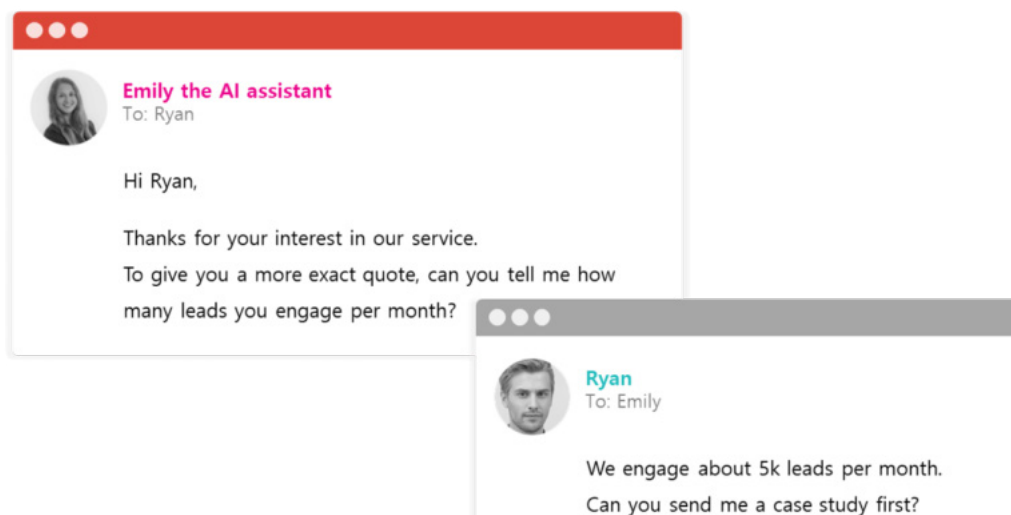 Emily the AI assistant
To: Ryan
Hi Ryan,
Thanks for your interest in our service.
To give you a more exact quote, can you tell me how
many leads you engage per month?
Ryan
To: Emily
We engage about 5k leads per month.
Can you send me a case study first?